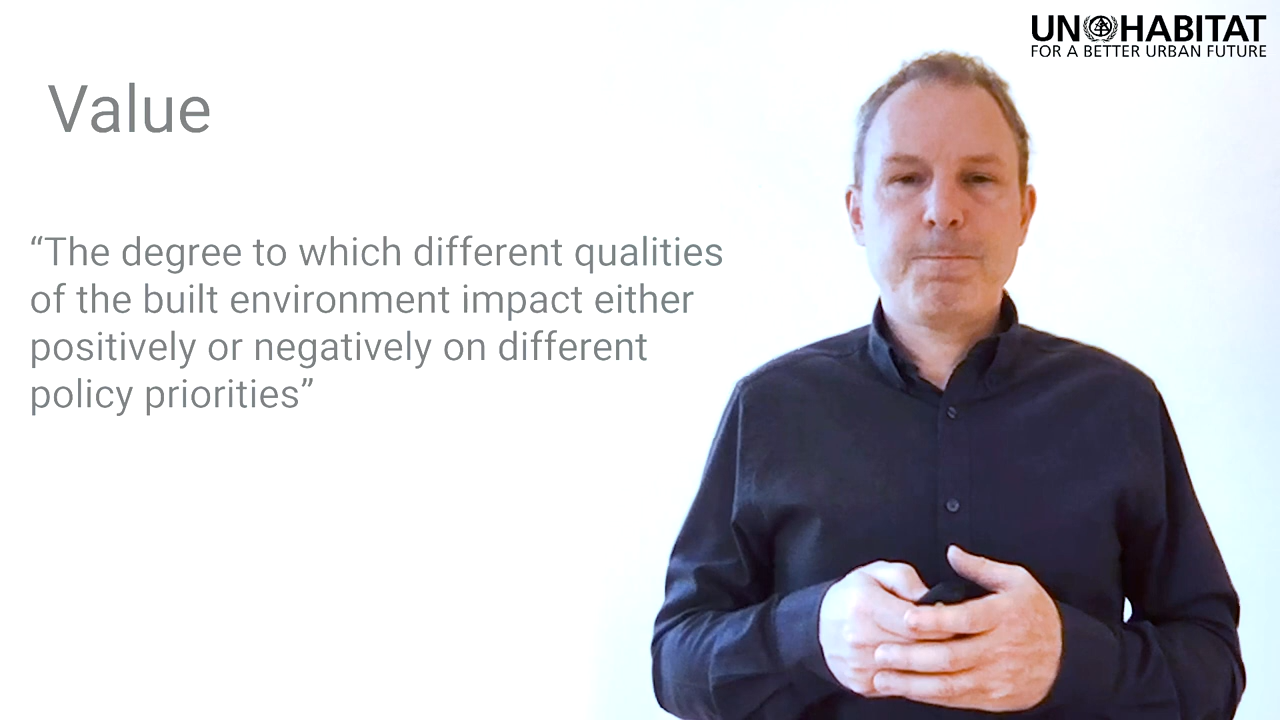 UN HABITAT
FOR A BETTER URBAN FUTURE
Value
“The degree to which different qualities
of the built environment impact either
positively or negatively on different
policy priorities”